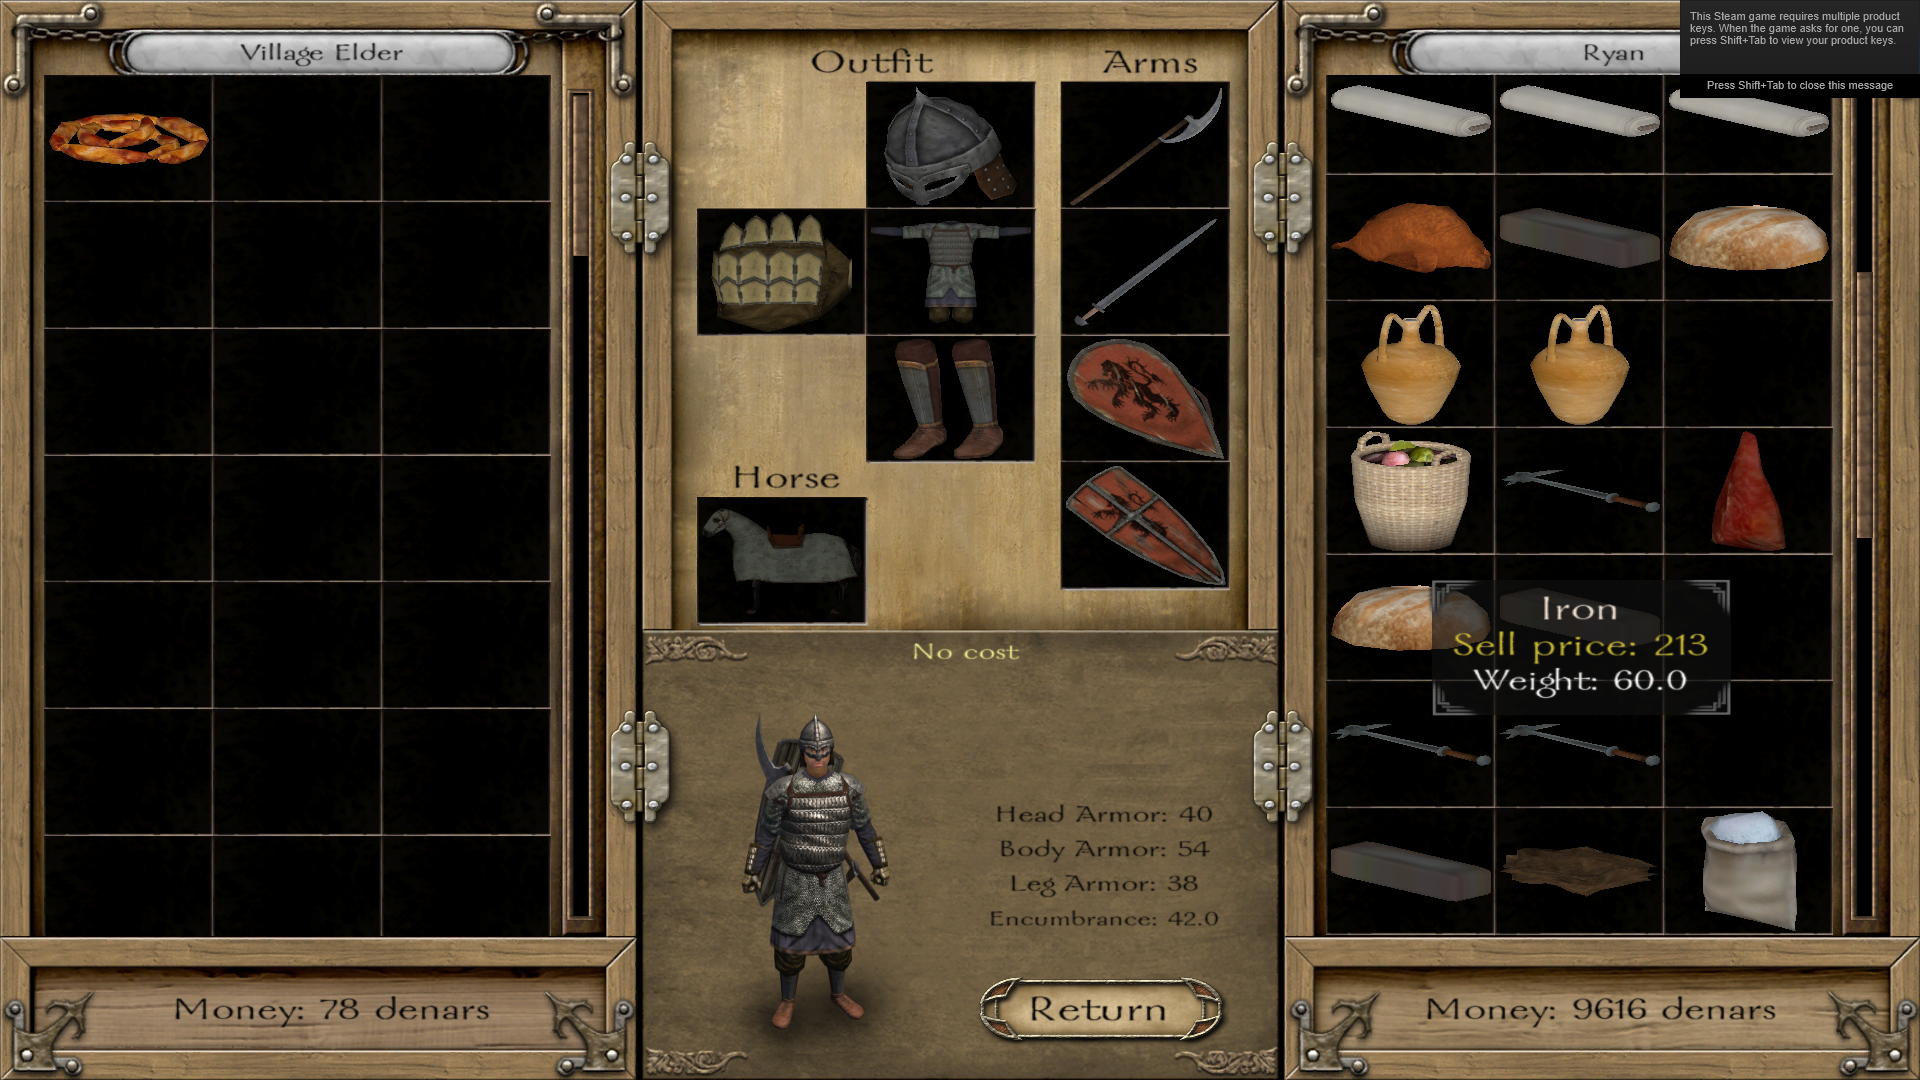 Village Elder
Outfit
Arms
Ryan
This Steam game requires multiple product
keys. When the game asks for one, you can
press Shift+Tab to view your product keys.
Press Shift+Tab to close this message
Horse
No cost
Iron
Sell price: 213
Weight: 60.0
Head Armor: 40
Body Armor: 54
Leg Armor: 38
Encumbrance: 42.0
Return
Money: 78 denars
Money: 9616 denars